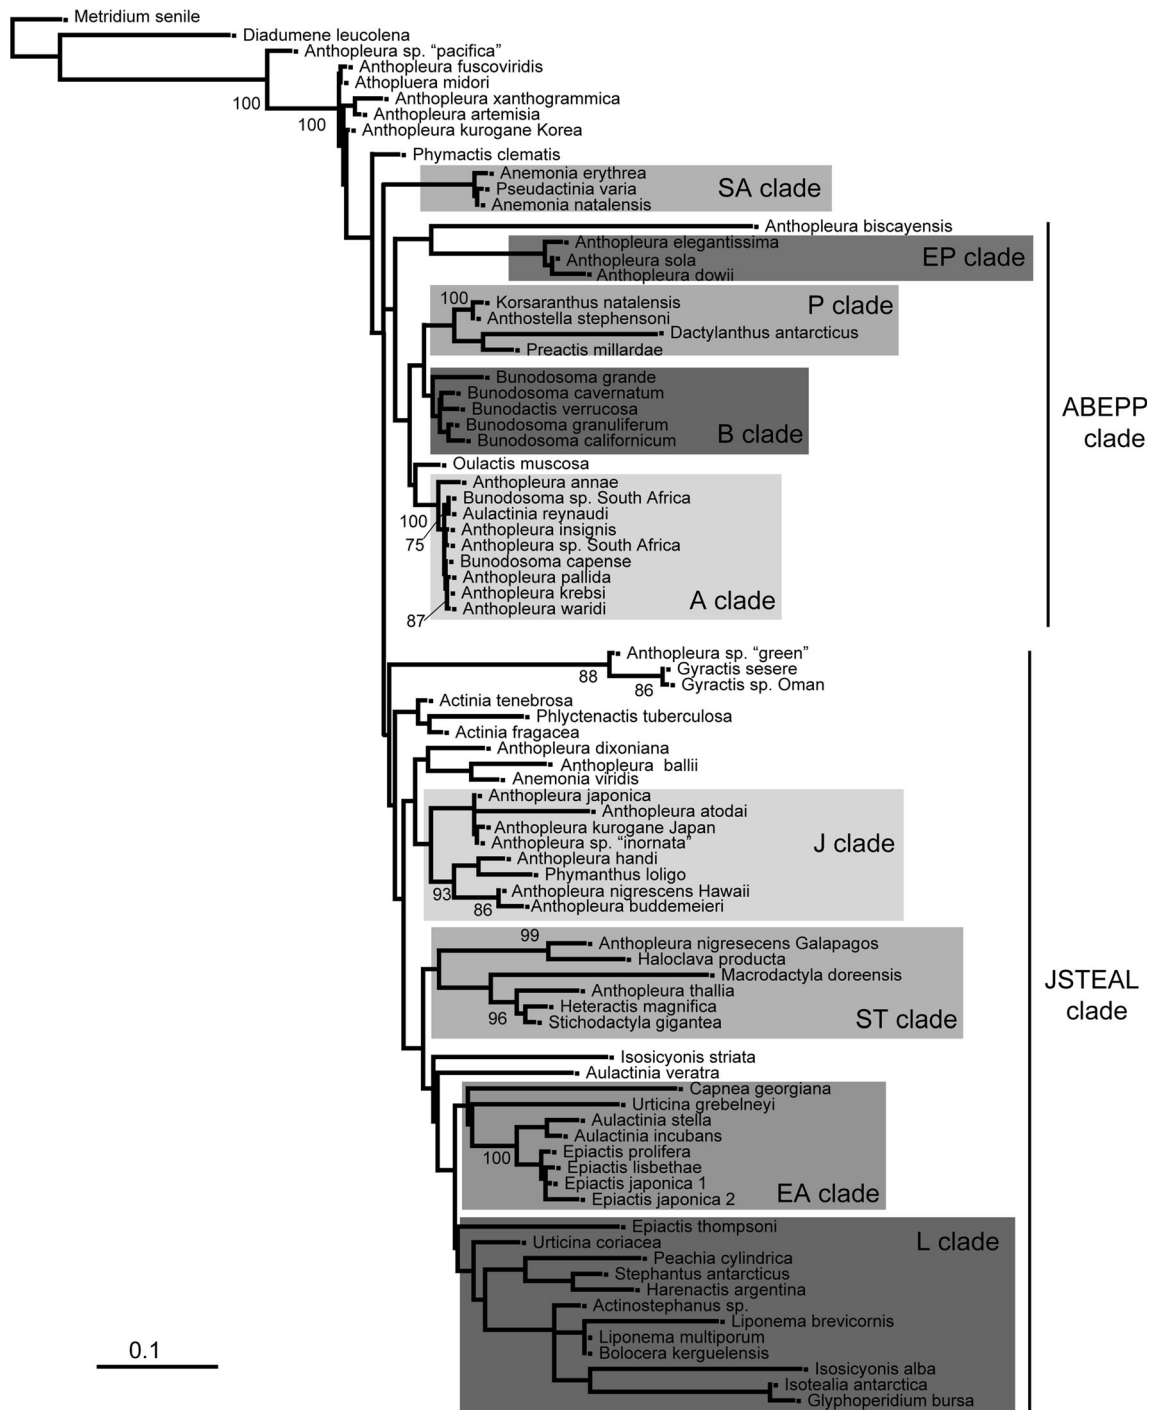 Metridium senile
Diadumene leucolena
Anthopleura sp. “pacifica”
Anthopleura fuscoviridis
Athopluera midori
Anthopleura xanthogrammica
100
Anthopleura artemisia
100
Anthopleura kurogane Korea
Phymactis clematis
Anemonia erythrea
Pseudactinia varia
SA clade
Anemonia natalensis
Anthopleura biscayensis
Anthopleura elegantissima
Anthopleura sola
EP clade
Anthopleura dowii
100
Korsaranthus natalensis
P clade
Anthostella stephensoni
Dactylanthus antarcticus
Preactis millardae
Bunodosoma grande
Bunodosoma cavernatum
Bunodactis verrucosa
ABEPP
clade
Bunodosoma granuliferum
Bunodosoma californicum
B clade
Oulactis muscosa
Anthopleura annae
Bunodosoma sp. South Africa
Aulactinia reynaudi
100
Anthopleura insignis
75
Anthopleura sp. South Africa
Bunodosoma capense
Anthopleura pallida
Anthopleura krebsi
A clade
Anthopleura waridi
87
Anthopleura sp. “green”
Gyractis sesere
88
86
Gyractis sp. Oman
Actinia tenebrosa
Phlyctenactis tuberculosa
Actinia fragacea
Anthopleura dixoniana
Anthopleura ballii
Anemonia viridis
Anthopleura japonica
Anthopleura atodai
Anthopleura kurogane Japan
Anthopleura sp. “inornata”
J clade
Anthopleura handi
Phymanthus loligo
93
Anthopleura nigrescens Hawaii
86
Anthopleura buddemeieri
99
Anthopleura nigresecens Galapagos
Haloclava producta
Macrodactyla doreensis
JSTEAL
clade
Anthopleura thallia
Heteractis magnifica
96
Stichodactyla gigantea
ST clade
Isosicyonis striata
Aulactinia veratra
Capnea georgiana
Urticina grebelneyi
Aulactinia stella
Aulactinia incubans
100
Epiactis prolifera
Epiactis lisbethae
Epiactis japonica 1
Epiactis japonica 2
EA clade
Epiactis thompsoni
Urticina coriacea
L clade
Peachia cylindrica
Stephantus antarcticus
Harenactis argentina
Actinostephanus sp.
Liponema brevicornis
Liponema multiporum
Bolocera kerguelensis
0.1
Isosicyonis alba
Isotealia antarctica
Glyphoperidium bursa